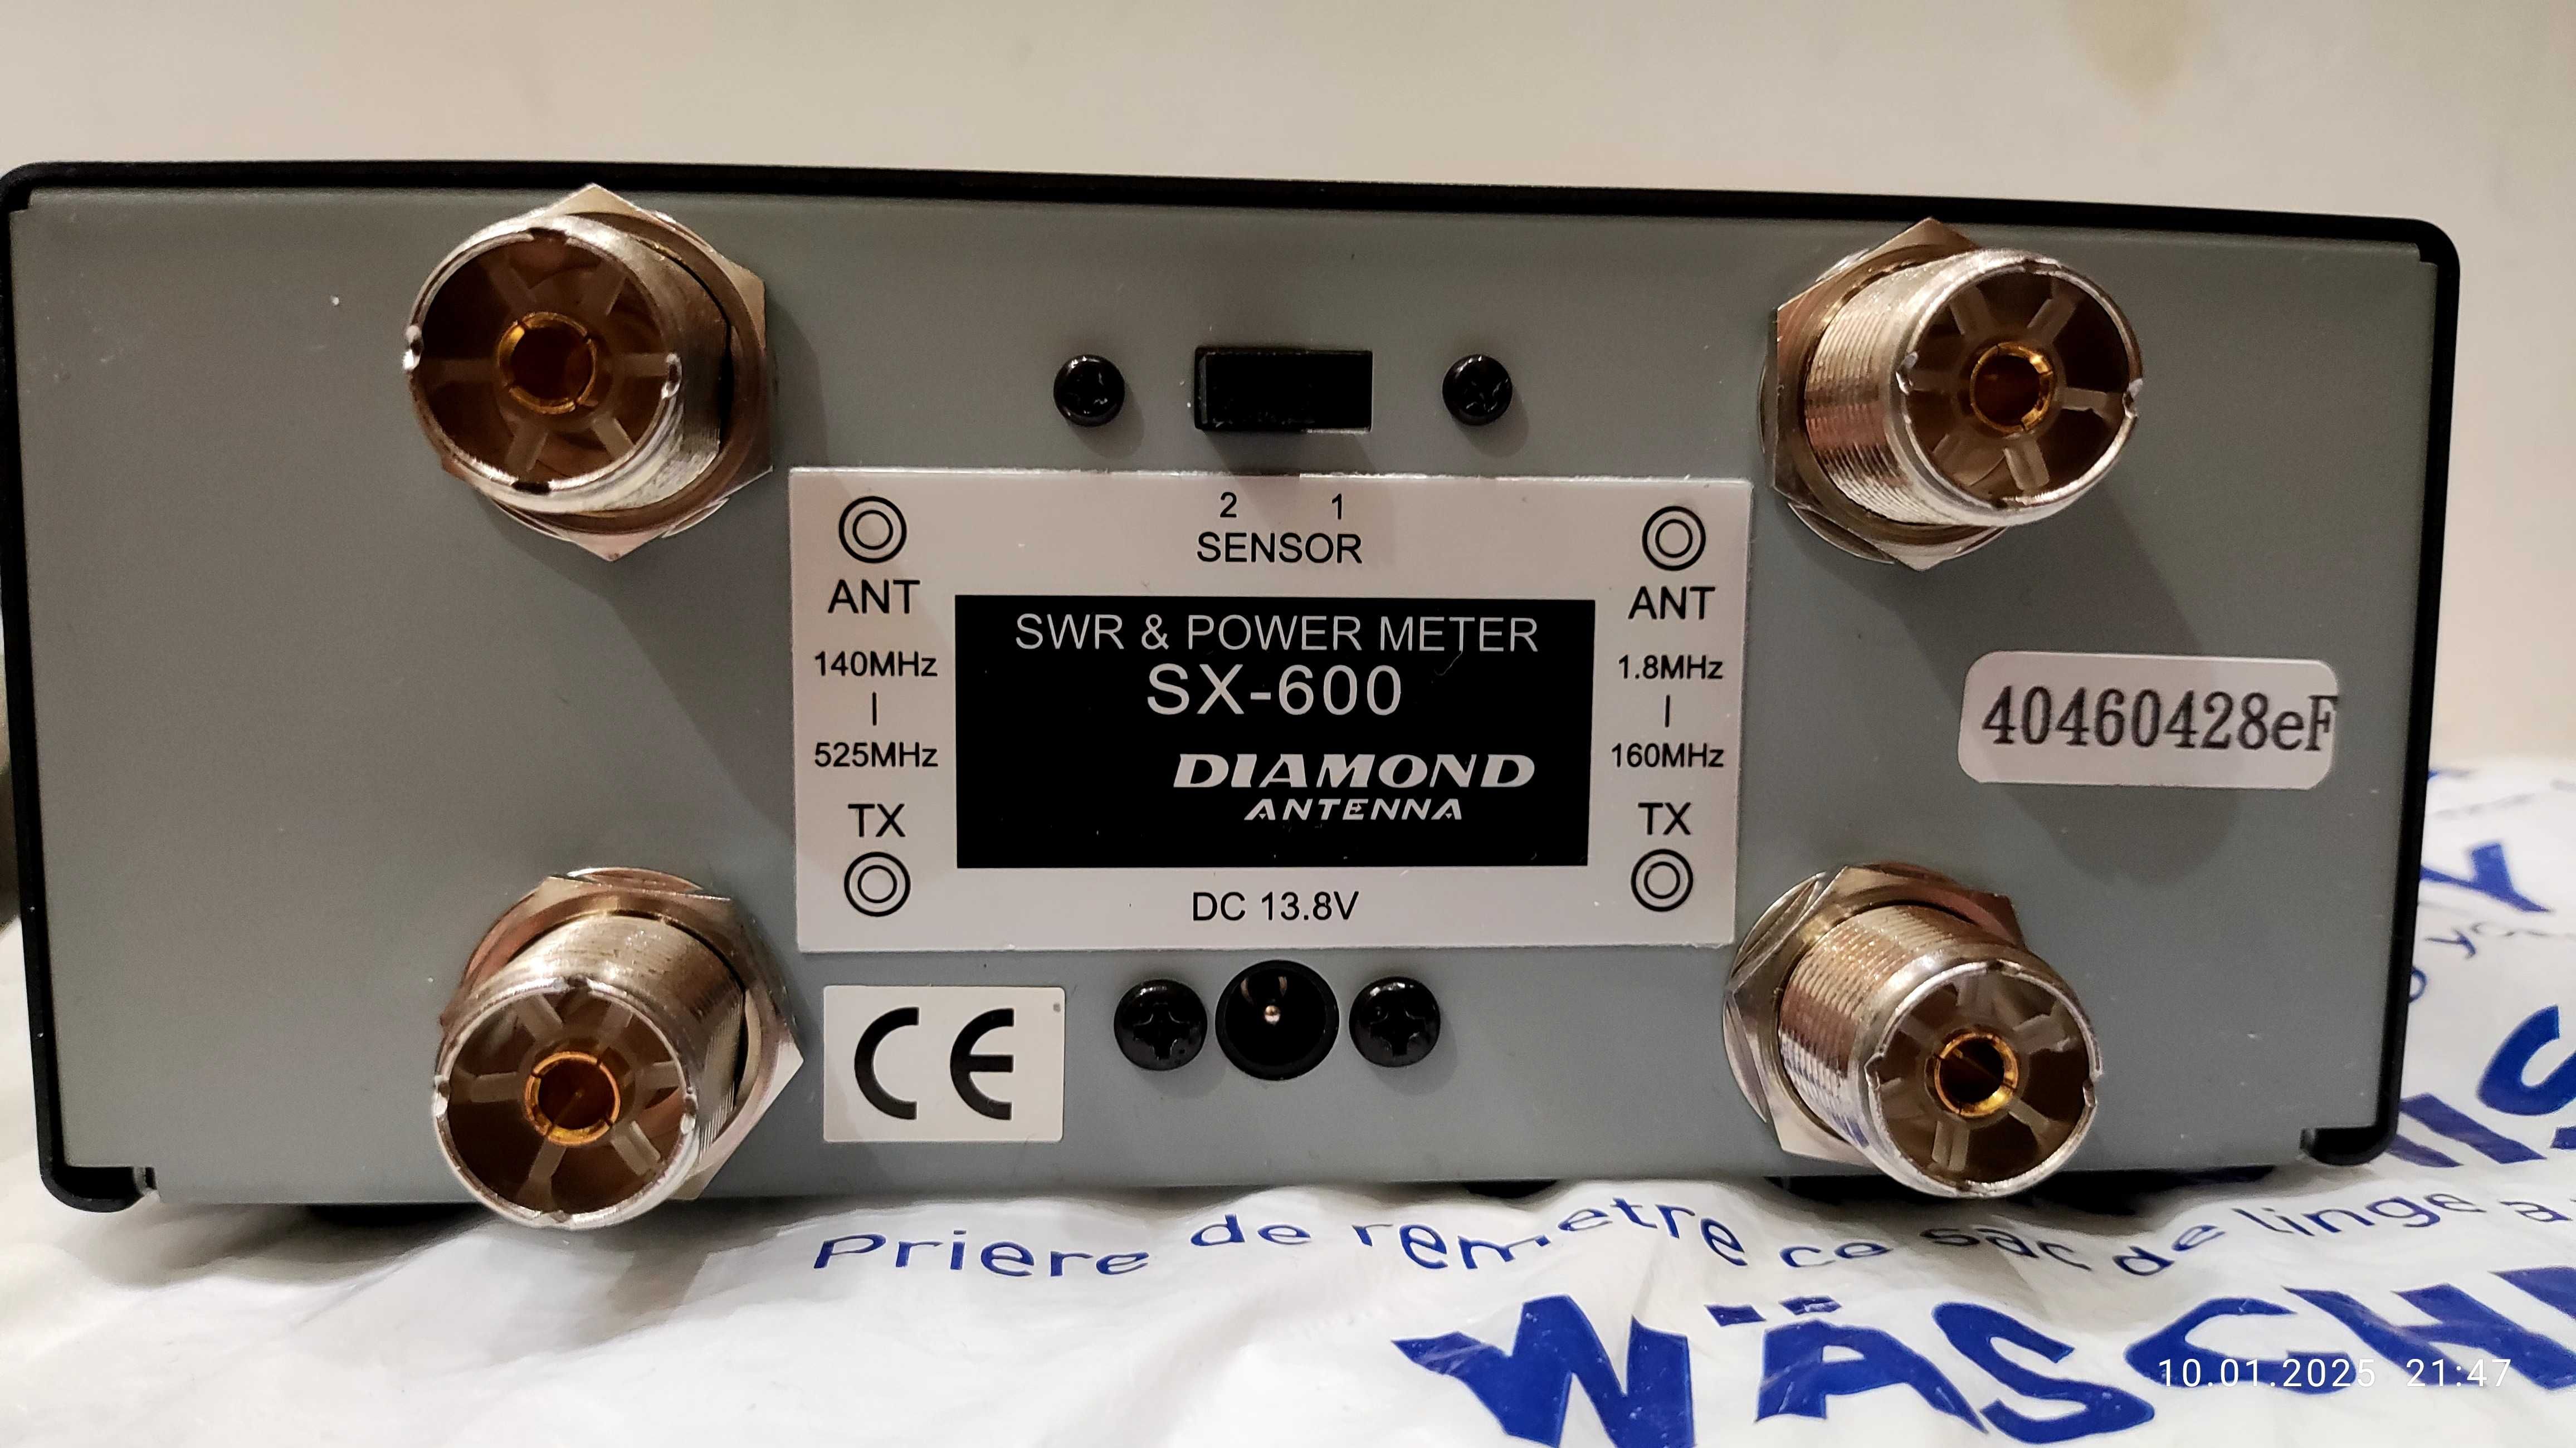 2 1
SENSOR
ANT
140MHz
525MHz
TX
SWR & POWER METER
SX-600
DIAMOND
ANTENNA
DC 13.8V
ANT
1.8MHz
160MHz
TX
40460428eF
CE
Priere de remetre ce sac de linge
WÄSCH
10.01.2025 21:47